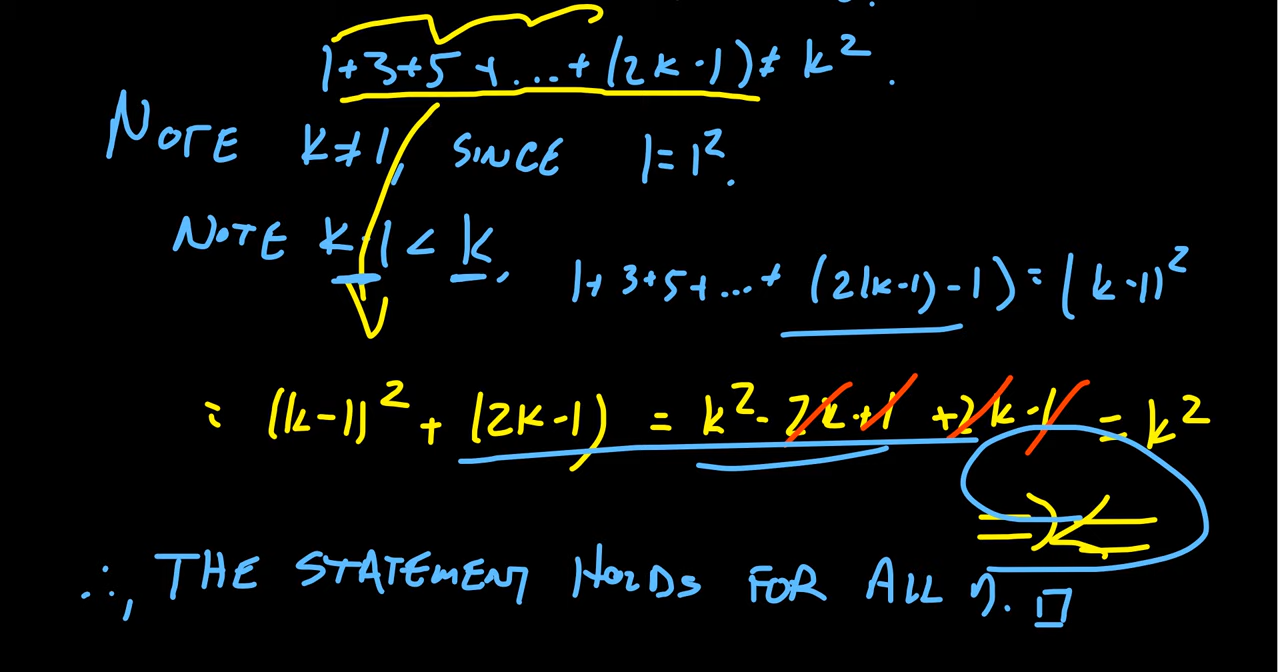 1+3+5+...+(2k-1)≠k².
NOTE k≠1, SINCE 1=1².
NOTE k-1<k, 1+3+5+...+(2(k-1)-1)=(k-1)²
=(k-1)²+(2k-1)=k²-2k+1+2k-1=k²
⇒⇐
∴, THE STATEMENT HOLDS FOR ALL n. □